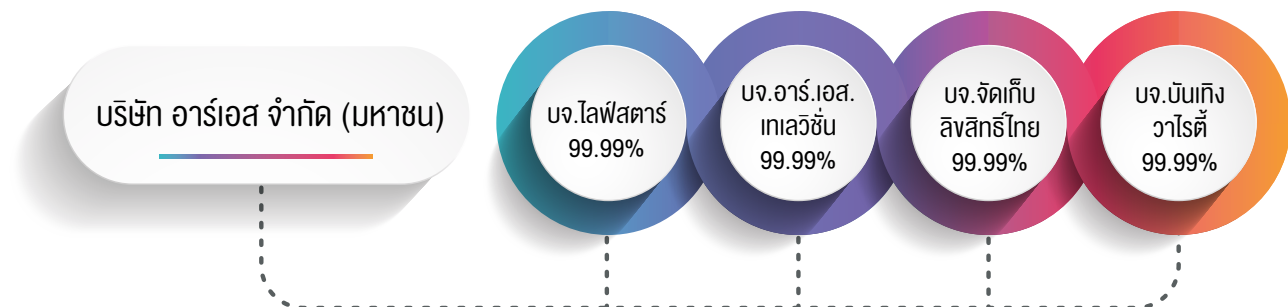 บริษัท อาร์เอส จำกัด (มหาชน)
บจ.ไลฟ์สตาร์
99.99%
บจ.อาร์.เอส.
เทเลวิชั่น
99.99%
บจ.จัดเก็บ
ลิขสิทธิ์ไทย
99.99%
บจ.บันเทิง
วาไรตี้
99.99%